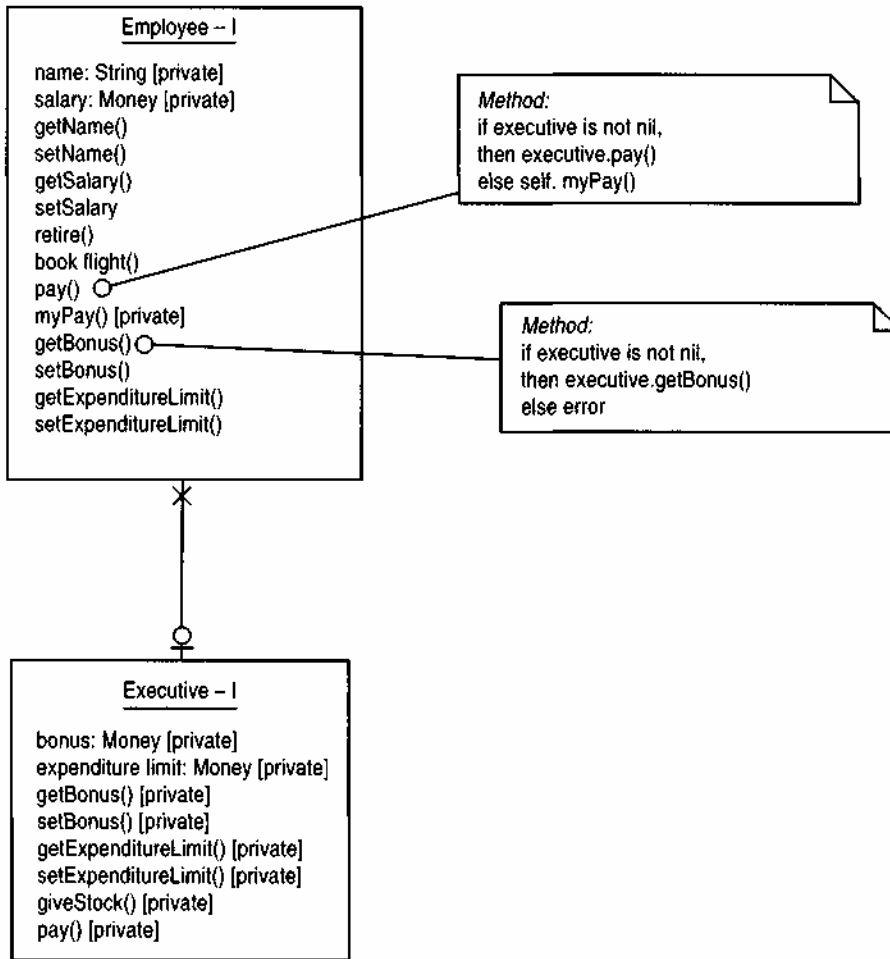 Employee – I
name: String [private]
salary: Money [private]
getName()
setName()
getSalary()
setSalary
retire()
book flight()
pay()
myPay() [private]
getBonus()
setBonus()
getExpenditureLimit()
setExpenditureLimit()
Method:
if executive is not nil,
then executive.pay()
else self. myPay()
Method:
if executive is not nil,
then executive.getBonus()
else error
Executive – I
bonus: Money [private]
expenditure limit: Money [private]
getBonus() [private]
setBonus() [private]
getExpenditureLimit() [private]
setExpenditureLimit() [private]
giveStock() [private]
pay() [private]